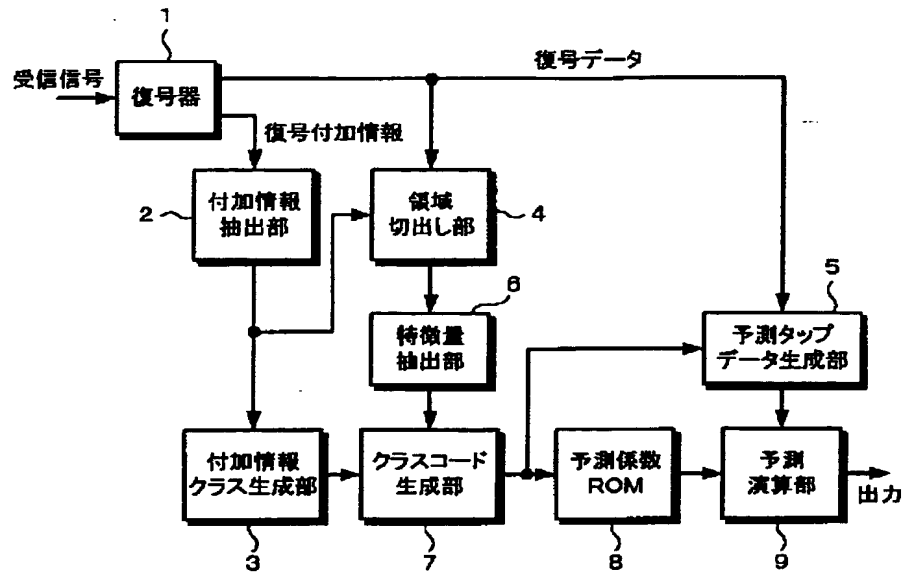 1
受信信号
復号器
復号データ
復号付加情報
2
付加情報
抽出部
領域
切出し部
4
6
特徴量
抽出部
5
予測タップ
データ生成部
付加情報
クラス生成部
クラスコード
生成部
予測係数
ROM
予測
演算部
出力
3
7
8
9